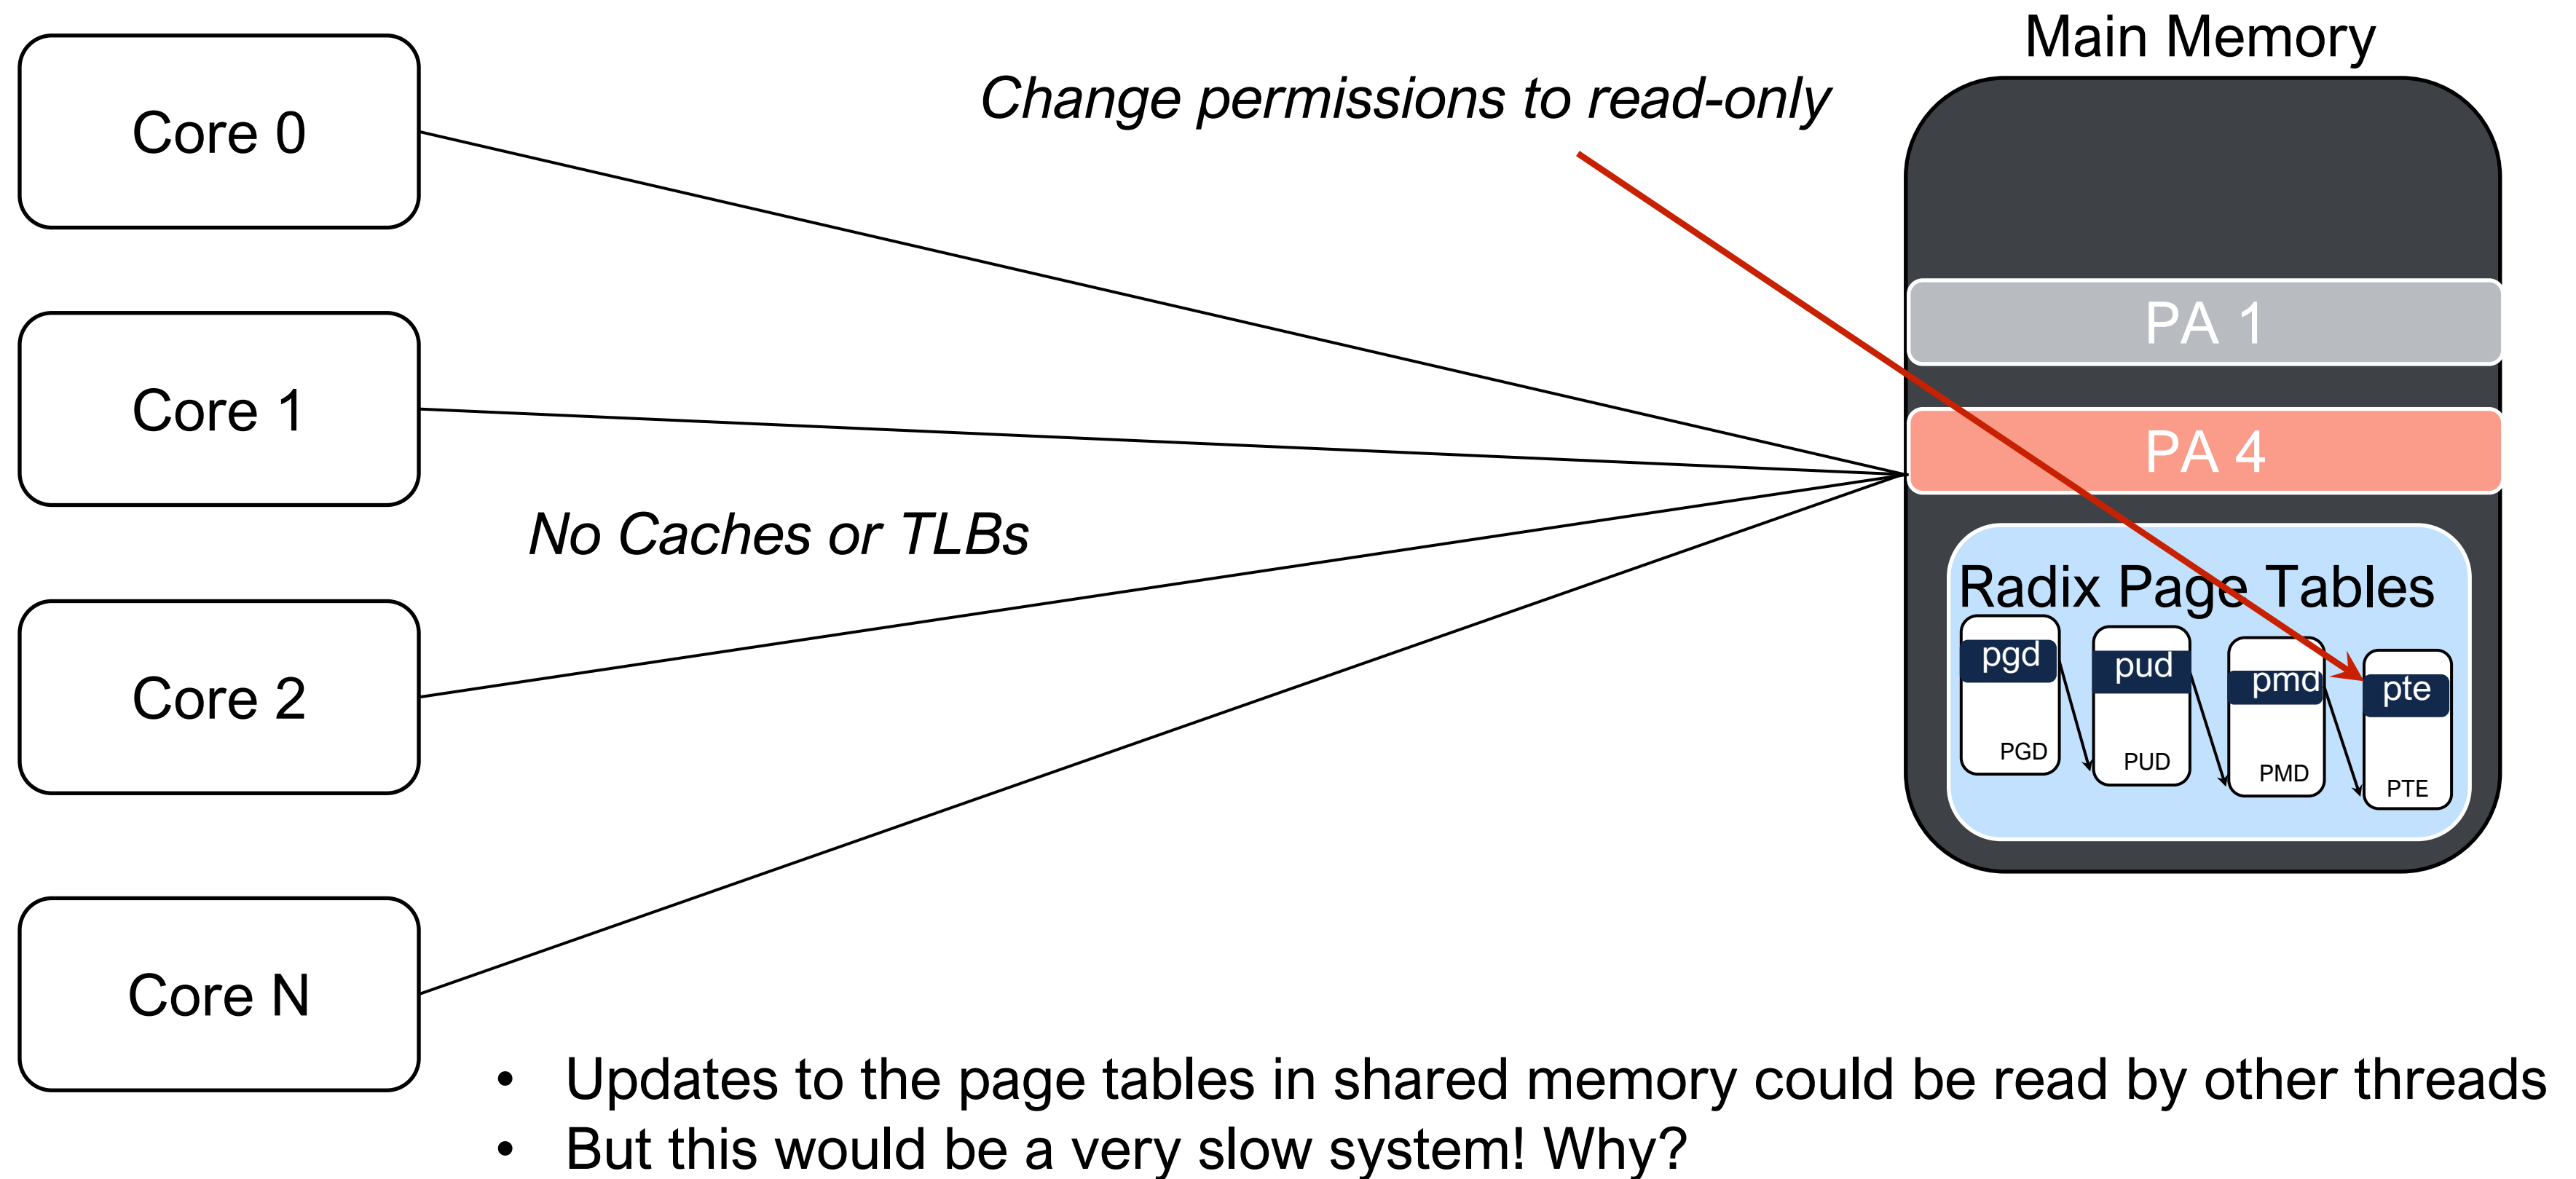 Main Memory
Change permissions to read-only
Core 0
PA 1
Core 1
PA 4
No Caches or TLBs
Radix Page Tables
pgd
pud
pmd
pte
PGD
PUD
PMD
PTE
Core 2
Core N
• Updates to the page tables in shared memory could be read by other threads
• But this would be a very slow system! Why?